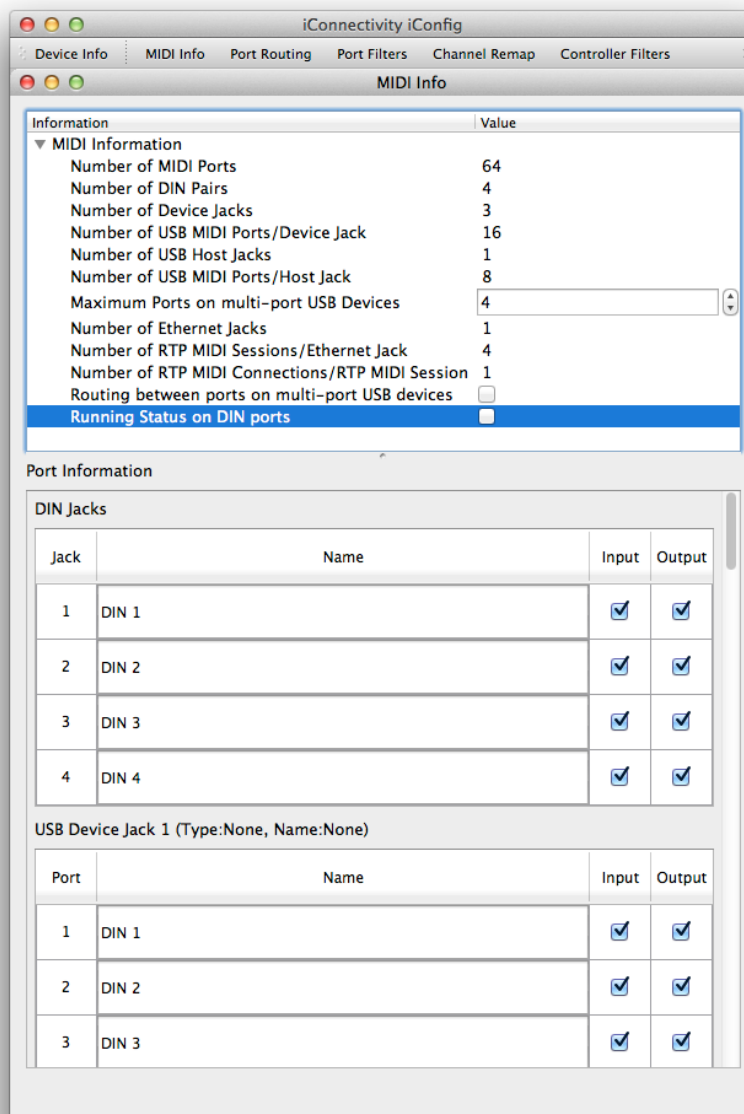 iConnectivity iConfig
Device Info MIDI Info Port Routing Port Filters Channel Remap Controller Filters
MIDI Info
Information Value
MIDI Information
Number of MIDI Ports 64
Number of DIN Pairs 4
Number of Device Jacks 3
Number of USB MIDI Ports/Device Jack 16
Number of USB Host Jacks 1
Number of USB MIDI Ports/Host Jack 8
Maximum Ports on multi-port USB Devices 4
Number of Ethernet Jacks 1
Number of RTP MIDI Sessions/Ethernet Jack 4
Number of RTP MIDI Connections/RTP MIDI Session 1
Routing between ports on multi-port USB devices
Running Status on DIN ports
Port Information
DIN Jacks
Jack Name Input Output
1 DIN 1
2 DIN 2
3 DIN 3
4 DIN 4
USB Device Jack 1 (Type:None, Name:None)
Port Name Input Output
1 DIN 1
2 DIN 2
3 DIN 3